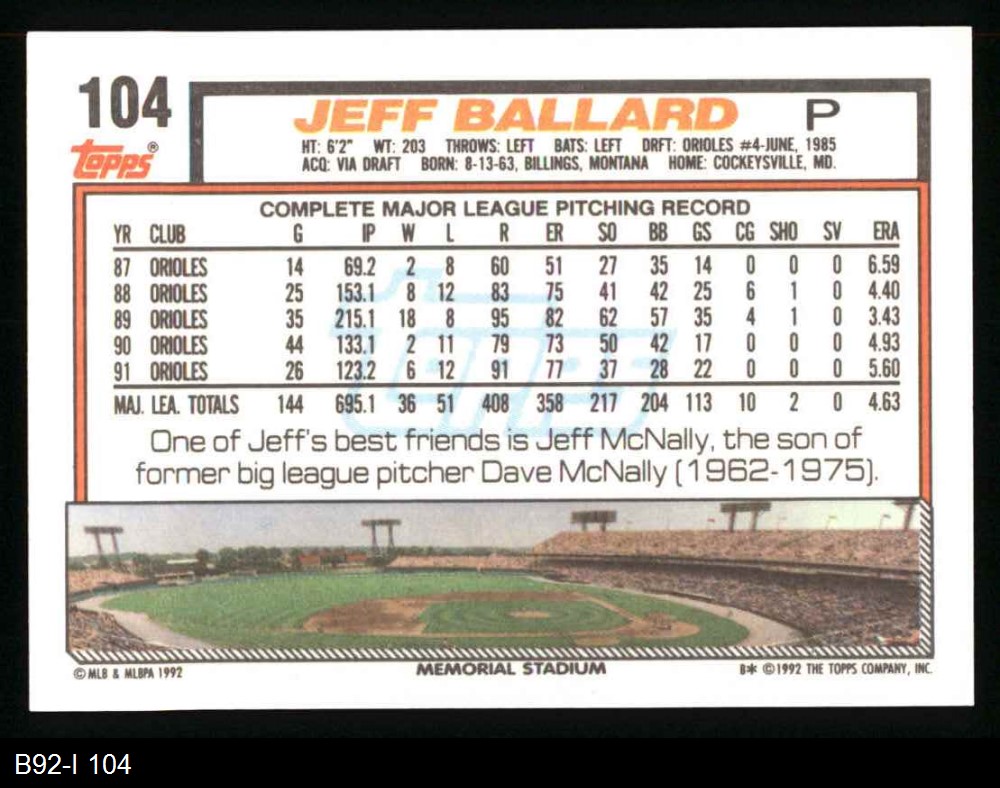 104
topps®
JEFF BALLARD P
HT: 6'2" WT: 203 THROWS: LEFT BATS: LEFT DRFT: ORIOLES #4-JUNE, 1985
ACQ: VIA DRAFT BORN: 8-13-63, BILLINGS, MONTANA HOME: COCKEYSVILLE, MD.
COMPLETE MAJOR LEAGUE PITCHING RECORD
YR CLUB G IP W L R ER SO BB GS CG SHO SV ERA
87 ORIOLES 14 69.2 2 8 60 51 27 35 14 0 0 0 6.59
88 ORIOLES 25 153.1 8 12 83 75 41 42 25 6 1 0 4.40
89 ORIOLES 35 215.1 18 8 95 82 62 57 35 4 1 0 3.43
90 ORIOLES 44 133.1 2 11 79 73 50 42 17 0 0 0 4.93
91 ORIOLES 26 123.2 6 12 91 77 37 28 22 0 0 0 5.60
MAJ. LEA. TOTALS 144 695.1 36 51 408 358 217 204 113 10 2 0 4.63
topps
One of Jeff's best friends is Jeff McNally, the son of
former big league pitcher Dave McNally (1962-1975).
© MLB & MLBPA 1992 MEMORIAL STADIUM B* ©1992 THE TOPPS COMPANY, INC.
B92-I 104